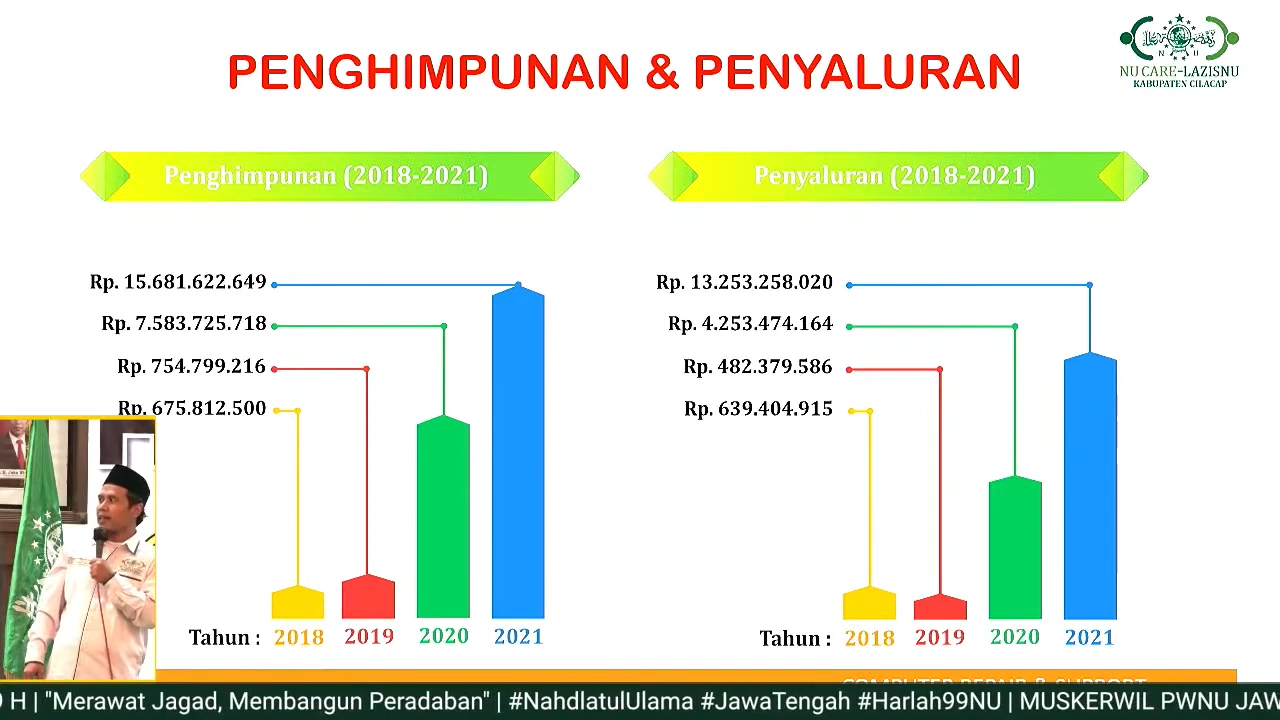 PENGHIMPUNAN & PENYALURAN
N H
NU CARE-LAZISNU
KABUPATEN CILACAP
Penghimpunan (2018-2021)
Rp. 15.681.622.649
Rp. 7.583.725.718
Rp. 754.799.216
Rp. 675.812.500
Tahun : 2018 2019 2020 2021
Penyaluran (2018-2021)
Rp. 13.253.258.020
Rp. 4.253.474.164
Rp. 482.379.586
Rp. 639.404.915
Tahun : 2018 2019 2020 2021
COMPUTER REPAIR & SUPPORT
H | "Merawat Jagad, Membangun Peradaban" | #NahdlatulUlama #JawaTengah #Harlah99NU | MUSKERWIL PWNU JAW